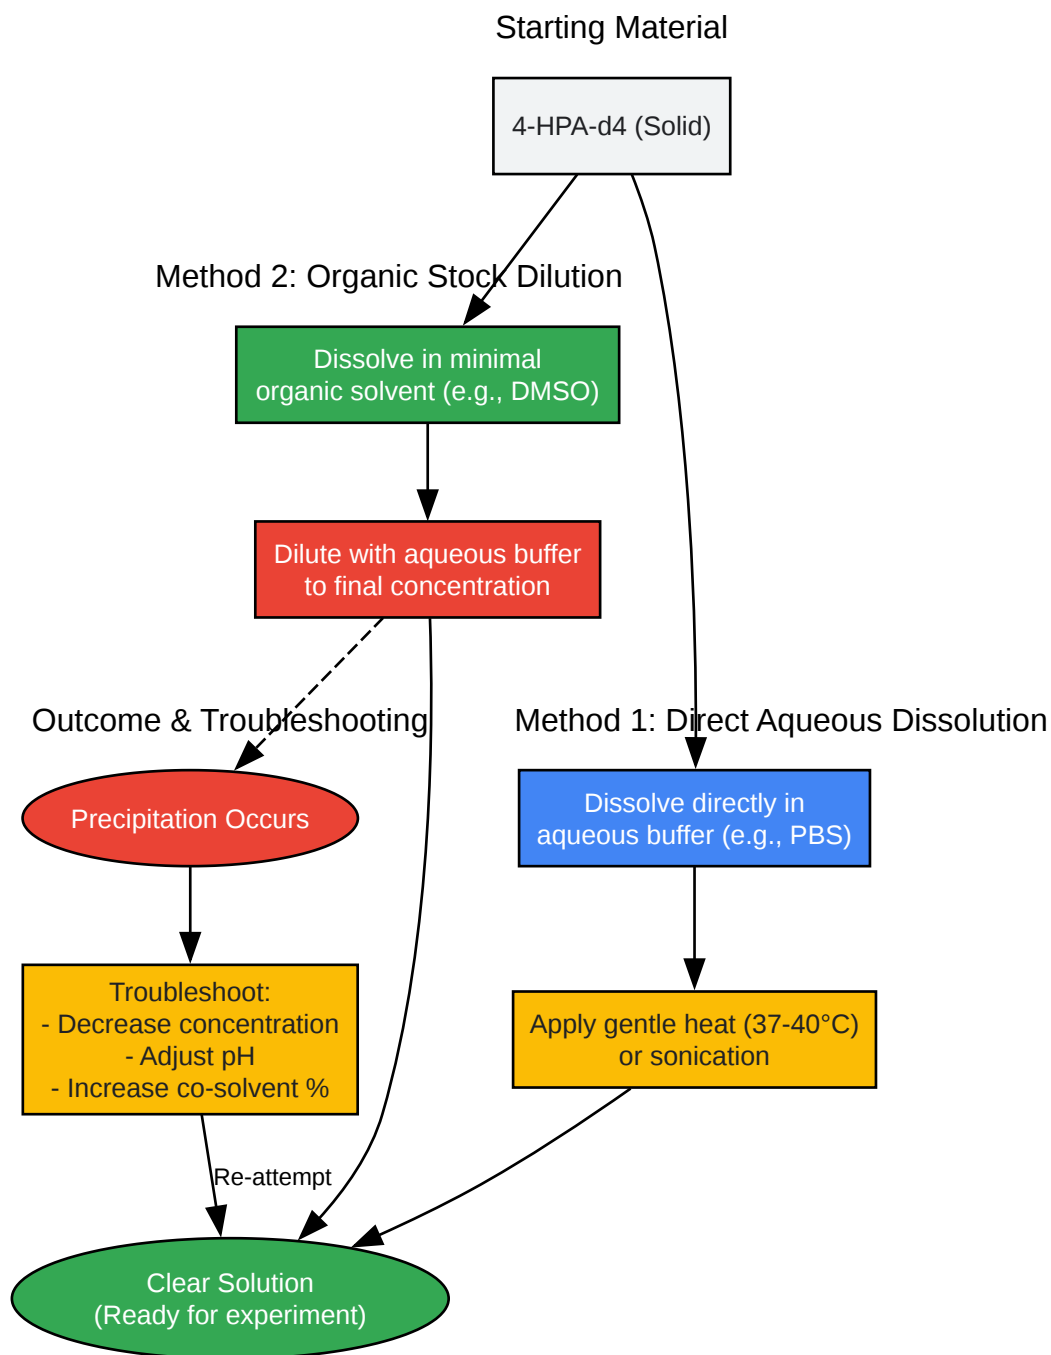 Starting Material
4-HPA-d4 (Solid)
Method 2: Organic Stock Dilution
Dissolve in minimal
organic solvent (e.g., DMSO)
Dilute with aqueous buffer
to final concentration
Outcome & Troubleshooting
Precipitation Occurs
Troubleshoot:
- Decrease concentration
- Adjust pH
- Increase co-solvent %
Re-attempt
Method 1: Direct Aqueous Dissolution
Dissolve directly in
aqueous buffer (e.g., PBS)
Apply gentle heat (37-40°C)
or sonication
Clear Solution
(Ready for experiment)